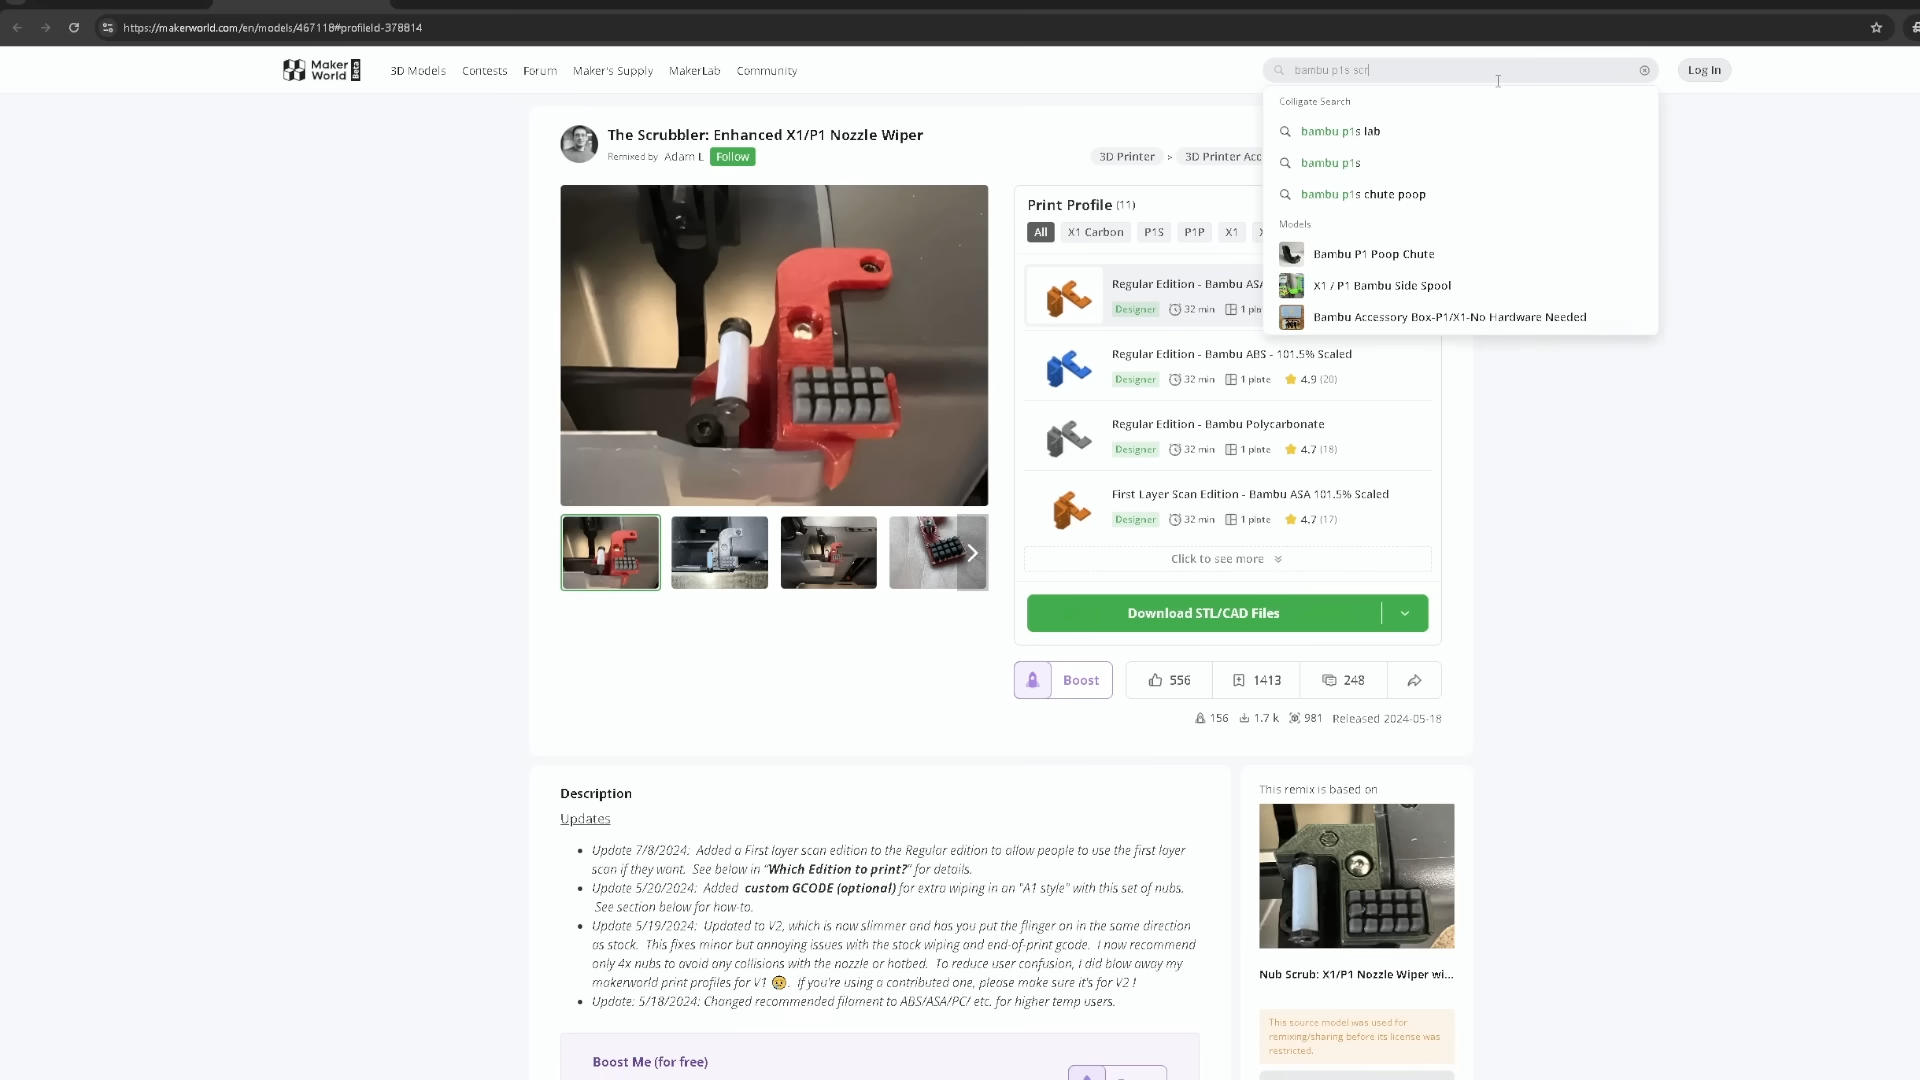 https://makerworld.com/en/models/467118#profileId-378814
Maker World Beta
3D Models
Contests
Forum
Maker's Supply
MakerLab
Community
bambu p1s scr
Log In
Colligate Search
bambu p1s lab
bambu p1s
bambu p1s chute poop
Models
Bambu P1 Poop Chute
X1 / P1 Bambu Side Spool
Bambu Accessory Box-P1/X1-No Hardware Needed
The Scrubbler: Enhanced X1/P1 Nozzle Wiper
Remixed by Adam L Follow
3D Printer > 3D Printer Acc
Print Profile (11)
All
X1 Carbon
P1S
P1P
X1
Regular Edition - Bambu ASA
Designer 32 min 1 pla
Regular Edition - Bambu ABS - 101.5% Scaled
Designer 32 min 1 plate 4.9 (20)
Regular Edition - Bambu Polycarbonate
Designer 32 min 1 plate 4.7 (18)
First Layer Scan Edition - Bambu ASA 101.5% Scaled
Designer 32 min 1 plate 4.7 (17)
Click to see more
Download STL/CAD Files
Boost
556
1413
248
156 1.7 k 981 Released 2024-05-18
Description
Updates
• Update 7/8/2024: Added a First layer scan edition to the Regular edition to allow people to use the first layer
scan if they want. See below in "Which Edition to print?" for details.
• Update 5/20/2024: Added custom GCODE (optional) for extra wiping in an "A1 style" with this set of nubs.
See section below for how-to.
• Update 5/19/2024: Updated to V2, which is now slimmer and has you put the flinger on in the same direction
as stock. This fixes minor but annoying issues with the stock wiping and end-of-print gcode. I now recommend
only 4x nubs to avoid any collisions with the nozzle or hotbed. To reduce user confusion, I did blow away my
makerworld print profiles for V1 😥. If you're using a contributed one, please make sure it's for V2 !
• Update: 5/18/2024: Changed recommended filament to ABS/ASA/PC/ etc. for higher temp users.
Boost Me (for free)
This remix is based on
Nub Scrub: X1/P1 Nozzle Wiper wi...
This source model was used for
remixing/sharing before its license was
restricted.